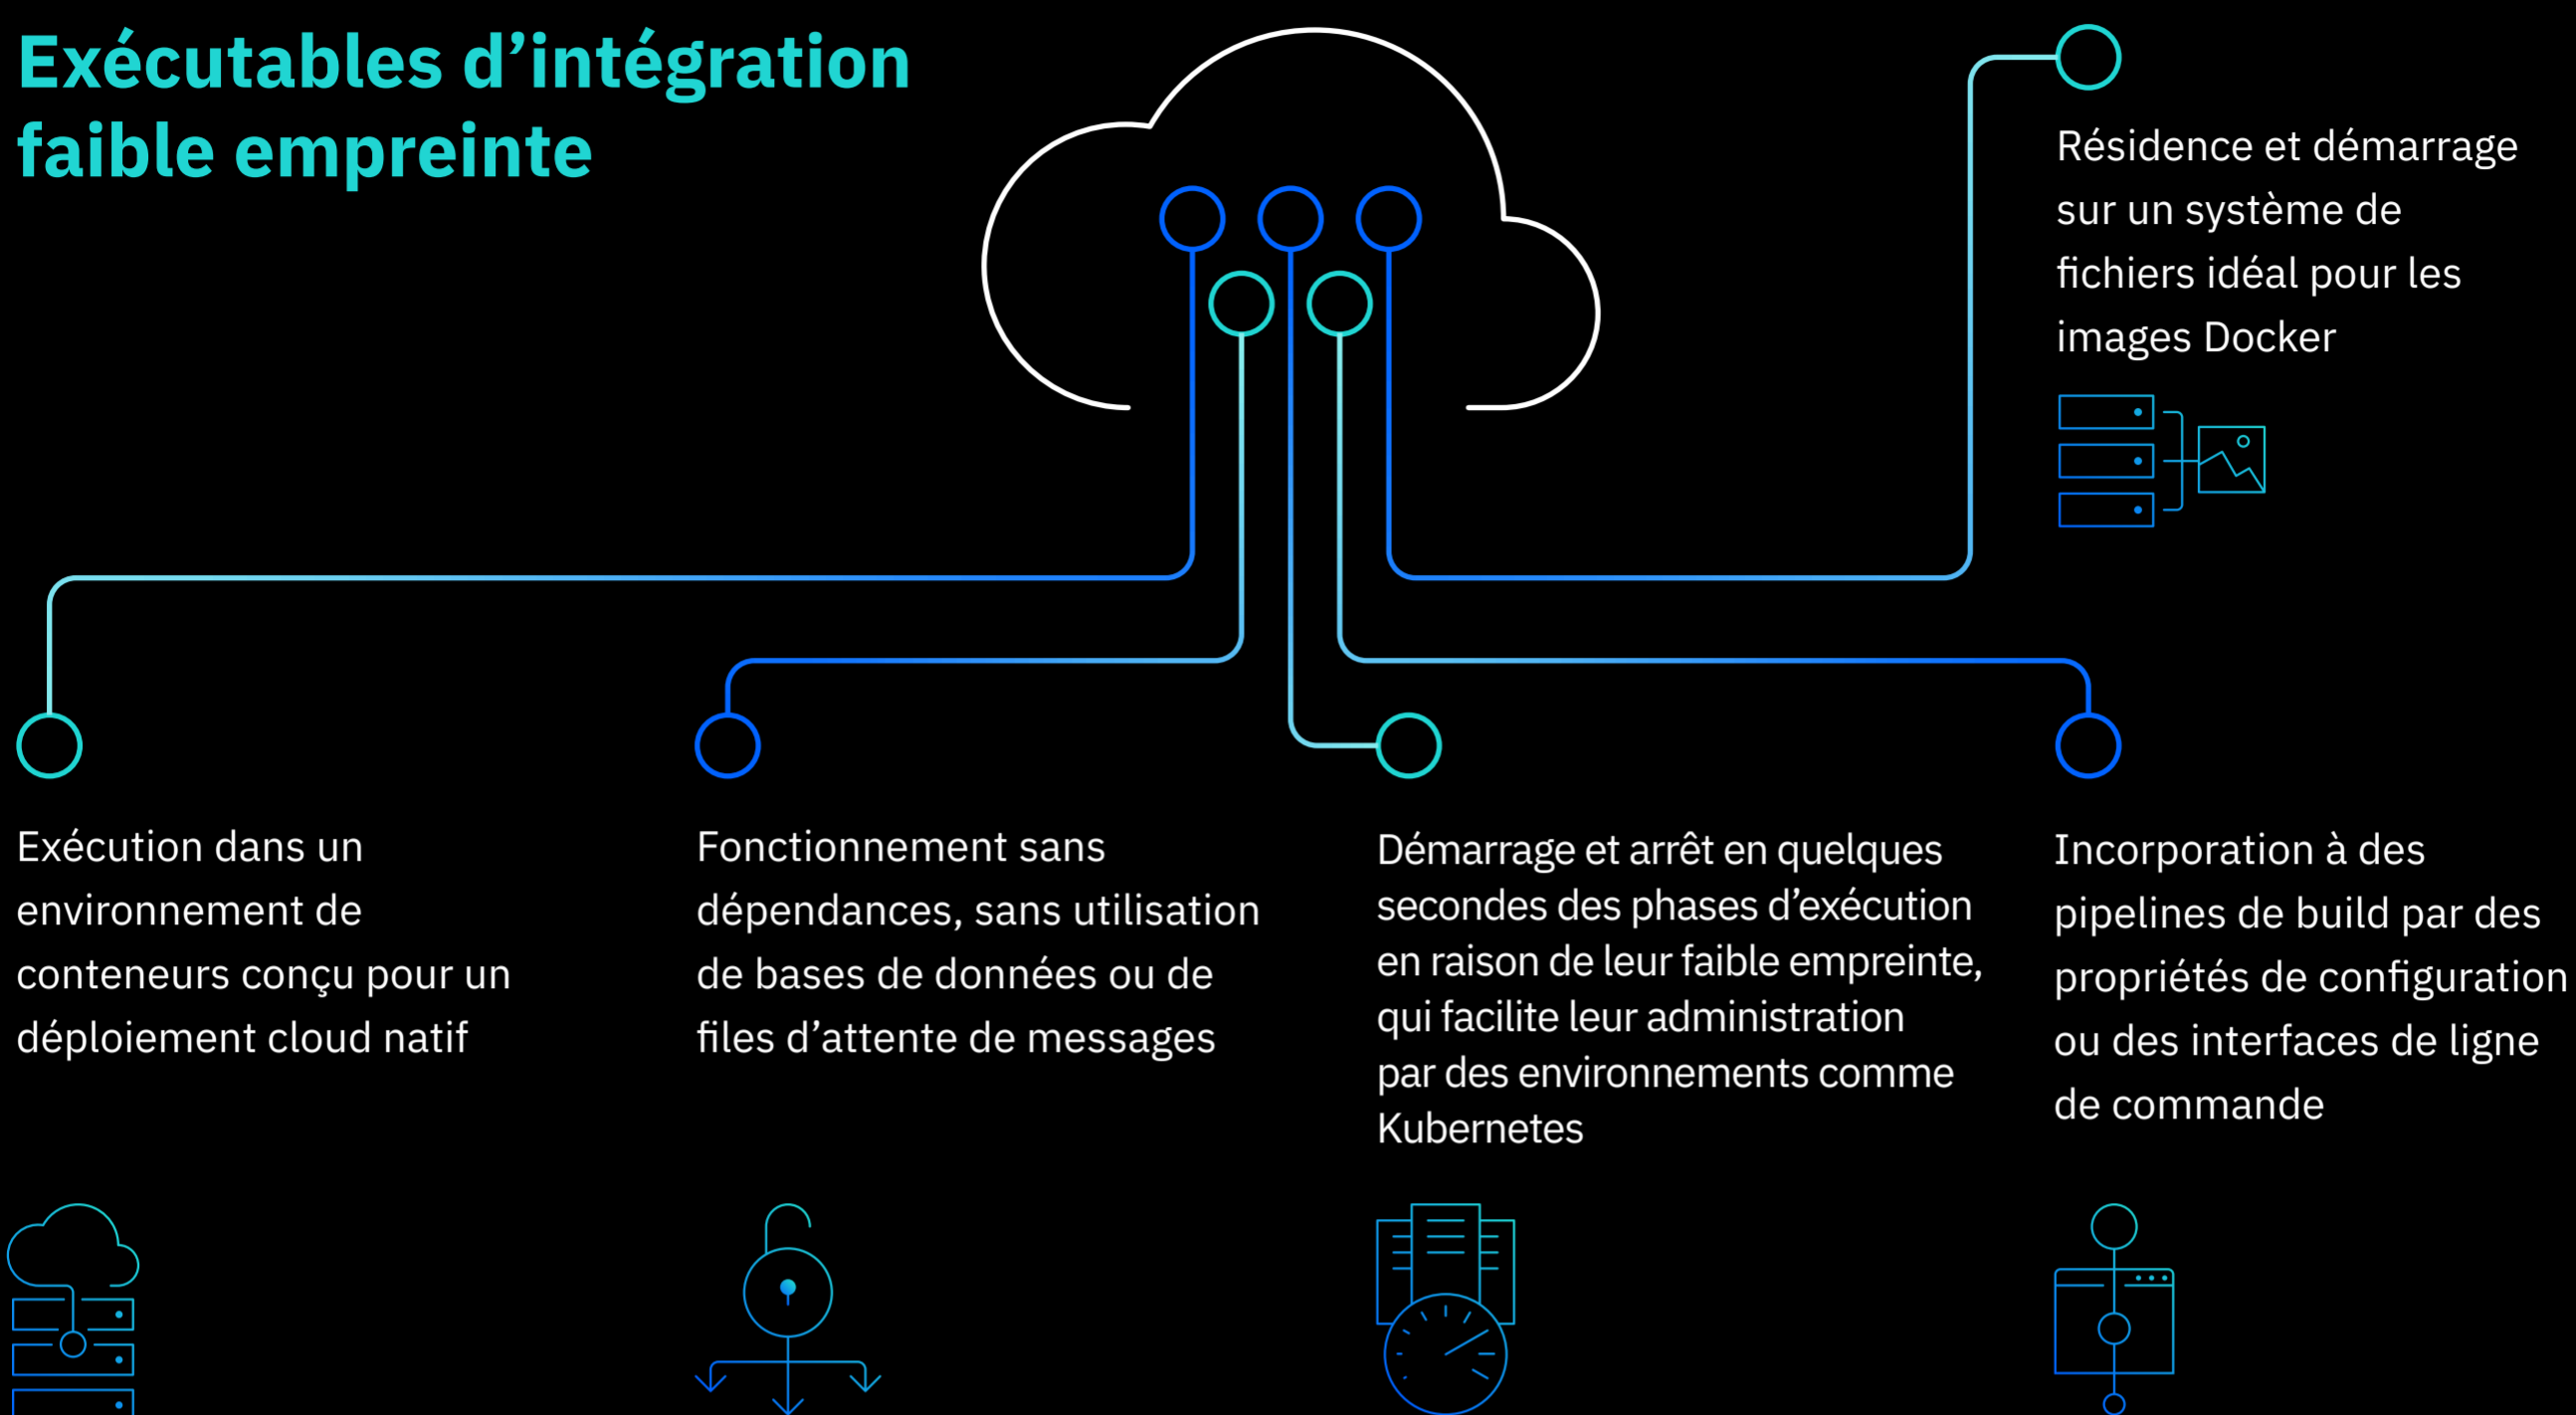 Exécutables d’intégration
faible empreinte
Résidence et démarrage
sur un système de
fichiers idéal pour les
images Docker
Exécution dans un
environnement de
conteneurs conçu pour un
déploiement cloud natif
Fonctionnement sans
dépendances, sans utilisation
de bases de données ou de
files d’attente de messages
Démarrage et arrêt en quelques
secondes des phases d’exécution
en raison de leur faible empreinte,
qui facilite leur administration
par des environnements comme
Kubernetes
Incorporation à des
pipelines de build par des
propriétés de configuration
ou des interfaces de ligne
de commande